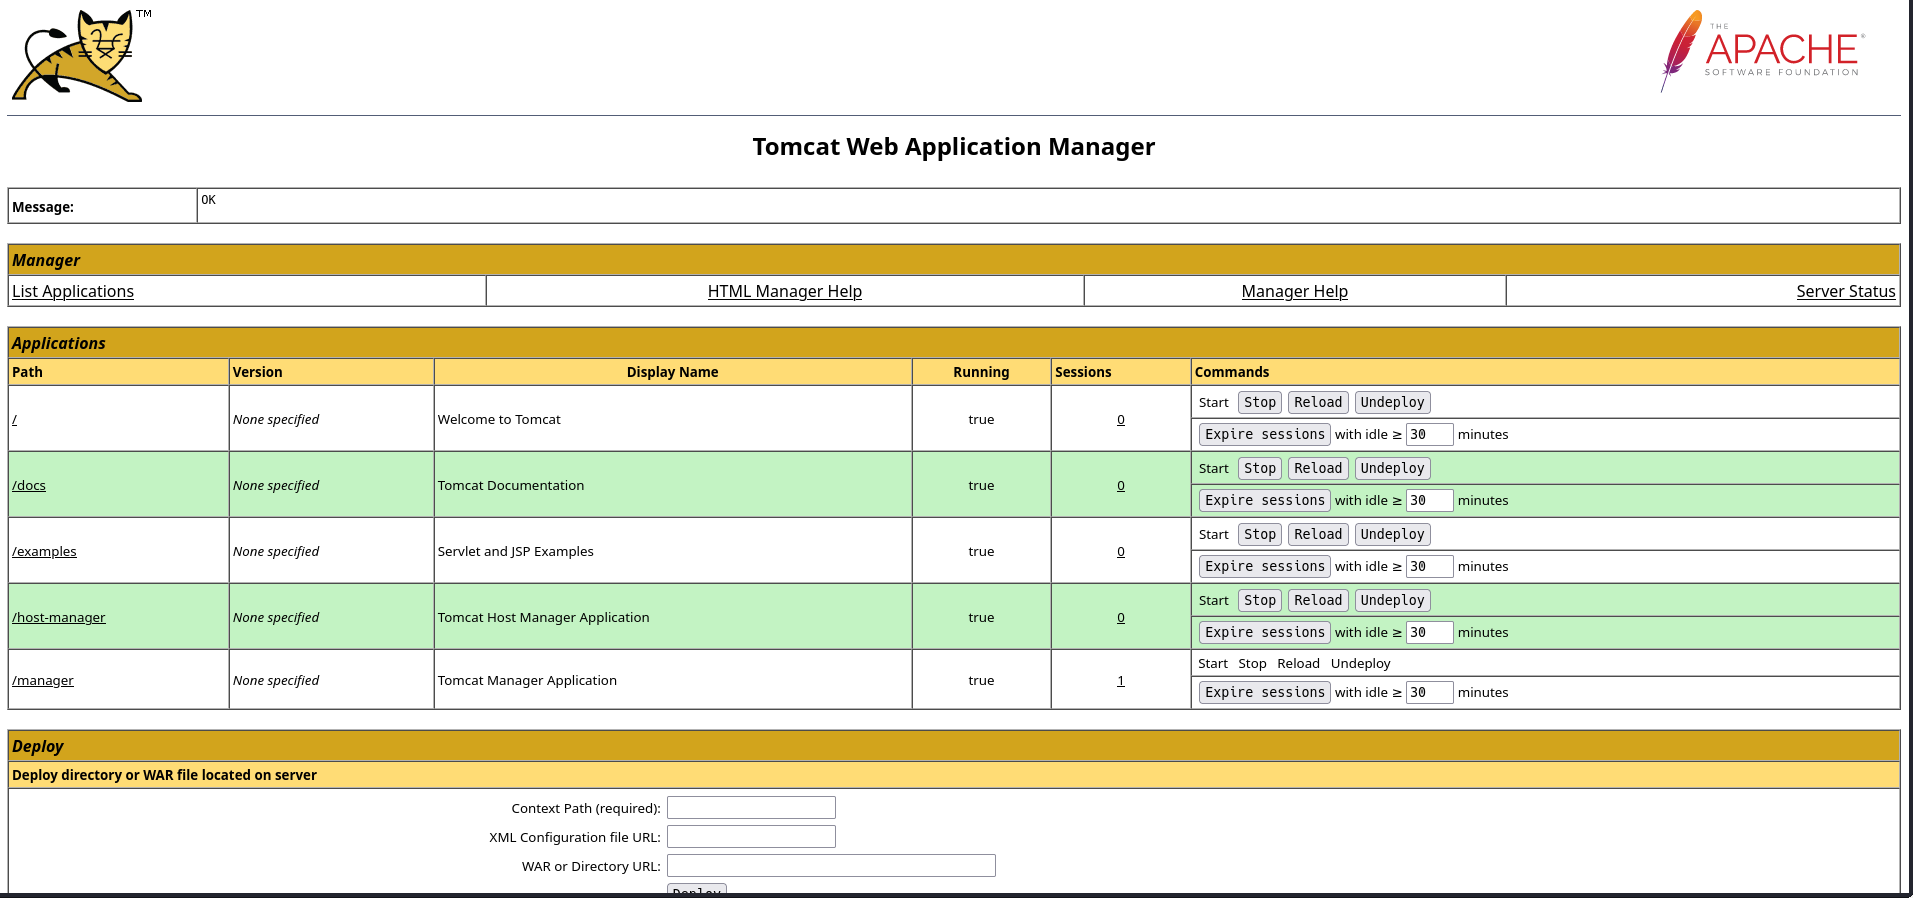 TM
THE
APACHE®
SOFTWARE FOUNDATION
Tomcat Web Application Manager
Message: OK
Manager
List Applications HTML Manager Help Manager Help Server Status
Applications
Path Version Display Name Running Sessions Commands
/ None specified Welcome to Tomcat true 0 Start Stop Reload Undeploy
Expire sessions with idle ≥ 30 minutes
/docs None specified Tomcat Documentation true 0 Start Stop Reload Undeploy
Expire sessions with idle ≥ 30 minutes
/examples None specified Servlet and JSP Examples true 0 Start Stop Reload Undeploy
Expire sessions with idle ≥ 30 minutes
/host-manager None specified Tomcat Host Manager Application true 0 Start Stop Reload Undeploy
Expire sessions with idle ≥ 30 minutes
/manager None specified Tomcat Manager Application true 1 Start Stop Reload Undeploy
Expire sessions with idle ≥ 30 minutes
Deploy
Deploy directory or WAR file located on server
Context Path (required):
XML Configuration file URL:
WAR or Directory URL:
Deploy